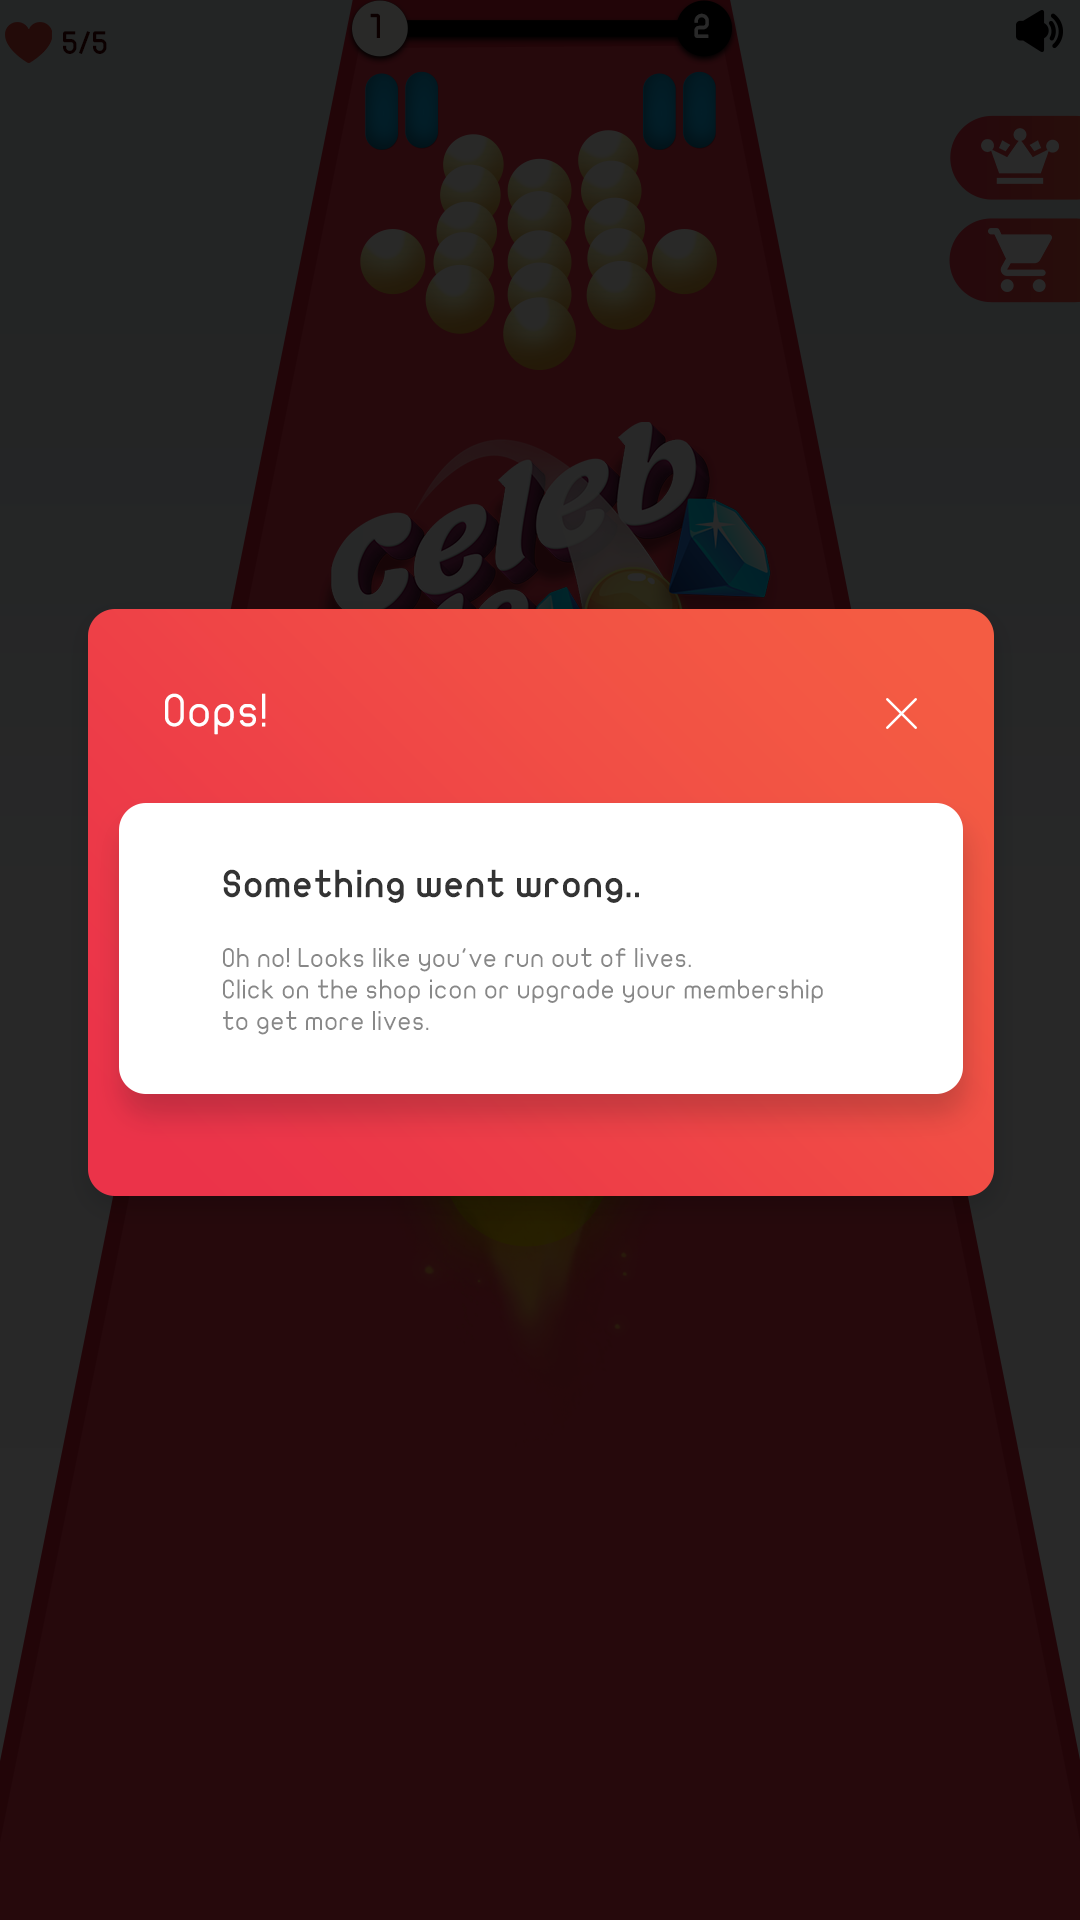 5/5
1
2
Celeb
Oops!
Something went wrong..
Oh no! Looks like you've run out of lives.
Click on the shop icon or upgrade your membership
to get more lives.